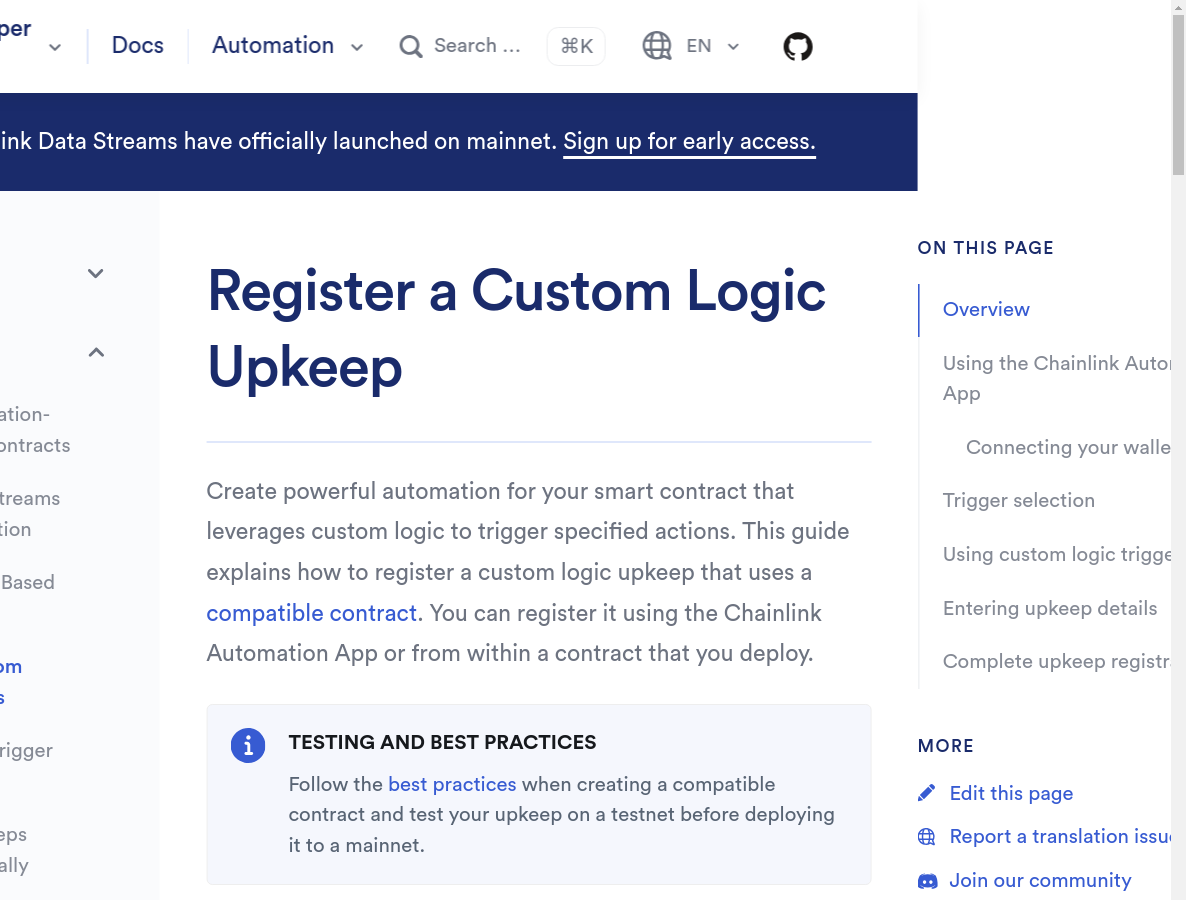 Docs
Automation
Search ...
⌘K
EN
ink Data Streams have officially launched on mainnet. Sign up for early access.
ation-
ontracts
treams
tion
Based
om
s
rigger
eps
ally
Register a Custom Logic
Upkeep
Create powerful automation for your smart contract that
leverages custom logic to trigger specified actions. This guide
explains how to register a custom logic upkeep that uses a
compatible contract. You can register it using the Chainlink
Automation App or from within a contract that you deploy.
TESTING AND BEST PRACTICES
Follow the best practices when creating a compatible
contract and test your upkeep on a testnet before deploying
it to a mainnet.
ON THIS PAGE
Overview
Using the Chainlink Autor
App
Connecting your walle
Trigger selection
Using custom logic trigge
Entering upkeep details
Complete upkeep registra
MORE
Edit this page
Report a translation issu
Join our community